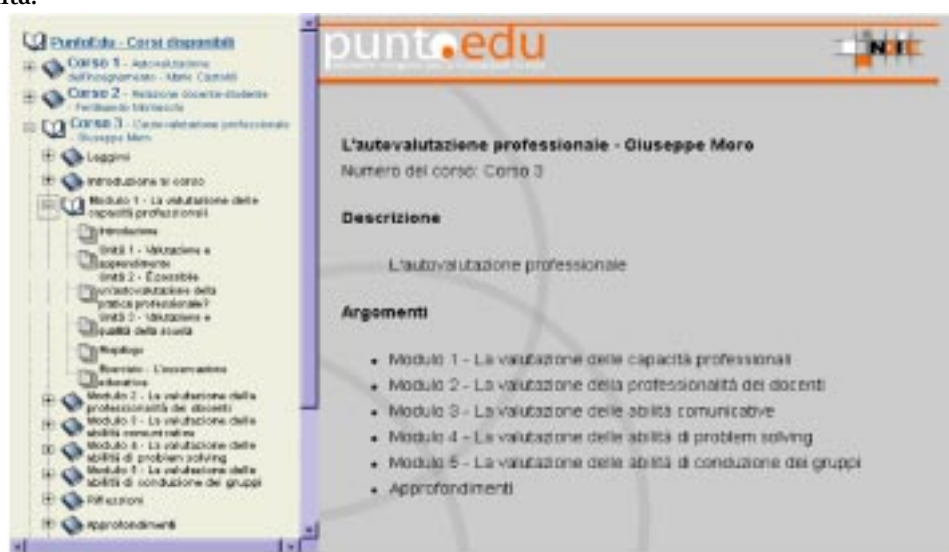 PuntoEdu - Corsi disponibili
Corso 1 - Autovalutazione
dell'insegnamento - Mario Castoldi
Corso 2 - Relazione docente-studente
- Ferdinando
Corso 3 - L'autovalutazione professionale
- Giuseppe Moro
Leggimi
Introduzione al corso
Modulo 1 - La valutazione delle
capacità professionali
Introduzione
Unità 1 - Valutazione e
apprendimento
Unità 2 - È possibile
un'autovalutazione della
pratica professionale?
Unità 3 - Valutazione e
qualità della scuola
Riepilogo
Esercizio - L'osservazione
educativa
Modulo 2 - La valutazione della
professionalità dei docenti
Modulo 3 - La valutazione delle
abilità comunicative
Modulo 4 - La valutazione delle
abilità di problem solving
Modulo 5 - La valutazione delle
abilità di conduzione dei gruppi
Riflessioni
Approfondimenti
punto.edu
L'autovalutazione professionale - Giuseppe Moro
Numero del corso: Corso 3
Descrizione
L'autovalutazione professionale
Argomenti
• Modulo 1 - La valutazione delle capacità professionali
• Modulo 2 - La valutazione della professionalità dei docenti
• Modulo 3 - La valutazione delle abilità comunicative
• Modulo 4 - La valutazione delle abilità di problem solving
• Modulo 5 - La valutazione delle abilità di conduzione dei gruppi
• Approfondimenti